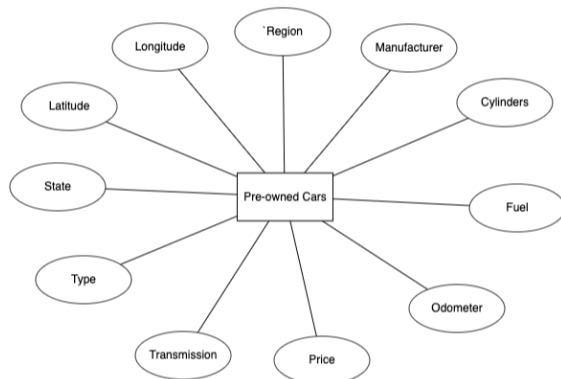 `Region
Longitude
Manufacturer
Latitude
Cylinders
State
Pre-owned Cars
Fuel
Type
Odometer
Transmission
Price